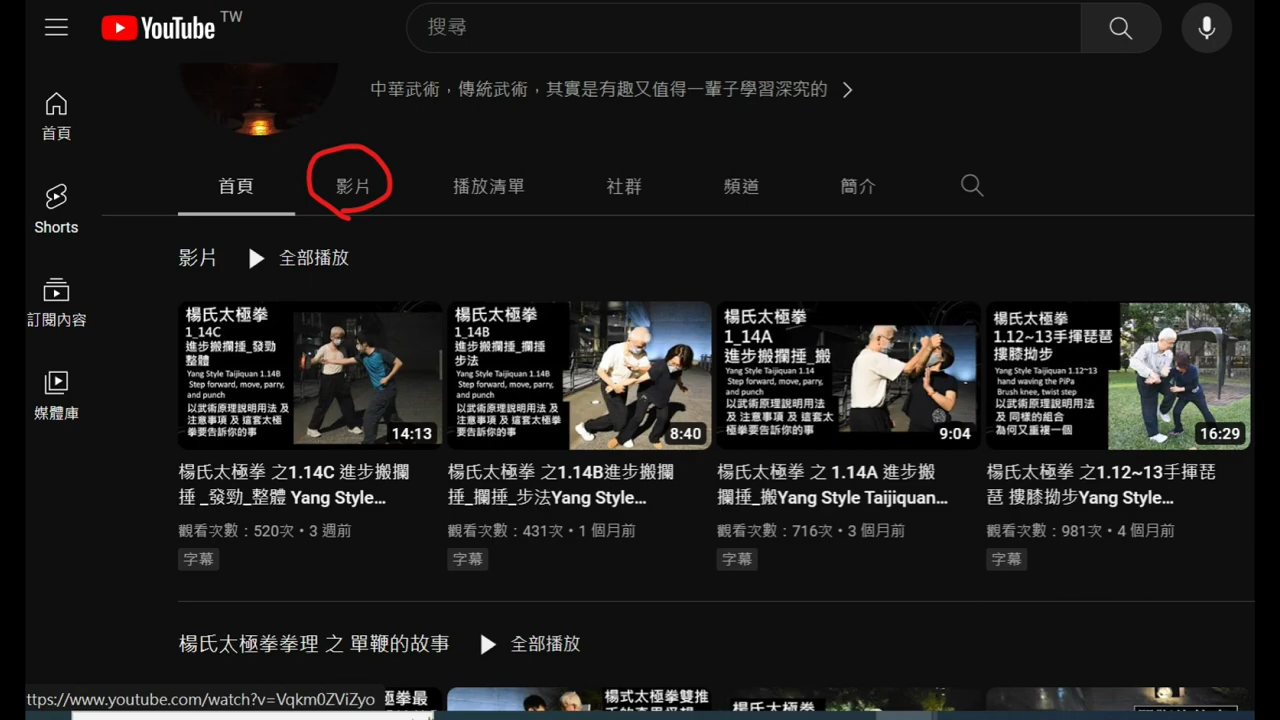 YouTube TW
搜尋
中華武術，傳統武術，其實是有趣又值得一輩子學習深究的
首頁
Shorts
訂閱內容
媒體庫
首頁 影片 播放清單 社群 頻道 簡介
影片 全部播放
楊氏太極拳
1_14C
進步搬攔捶_發勁
整體
Yang Style Taijiquan 1.14C
Step forward, move, parry,
and punch
以武術原理說明用法 及
注意事項 及 這套太極
拳要告訴你的事
14:13
楊氏太極拳
1_14B
進步搬攔捶_攔捶
步法
Yang Style Taijiquan 1.14B
Step forward, move, parry,
and punch
以武術原理說明用法 及
注意事項 及 這套太極
拳要告訴你的事
8:40
楊氏太極拳
1_14A
進步搬攔捶_搬
Yang Style Taijiquan 1.14
Step forward, move, parry,
and punch
以武術原理說明用法
及 注意事項 及 這套太
極拳要告訴你的事
9:04
楊氏太極拳
1.12~13手揮琵琶
摟膝拗步
Yang Style Taijiquan 1.12~13
hand waving the PiPa
Brush knee, twist step
以武術原理說明用法
及 同樣的組合
為何又重複一個
16:29
楊氏太極拳 之1.14C 進步搬攔
捶 _發勁_整體 Yang Style...
觀看次數：520次・3 週前
字幕
楊氏太極拳 之1.14B進步搬攔
捶_攔捶_步法Yang Style...
觀看次數：431次・1 個月前
字幕
楊氏太極拳 之 1.14A 進步搬
攔捶_搬Yang Style Taijiquan...
觀看次數：716次・3 個月前
字幕
楊氏太極拳 之1.12~13手揮琵
琶 摟膝拗步Yang Style...
觀看次數：981次・4 個月前
字幕
楊氏太極拳拳理 之 單鞭的故事 全部播放
ttps://www.youtube.com/watch?v=Vqkm0ZViZyo
極拳最
楊式太極拳雙推